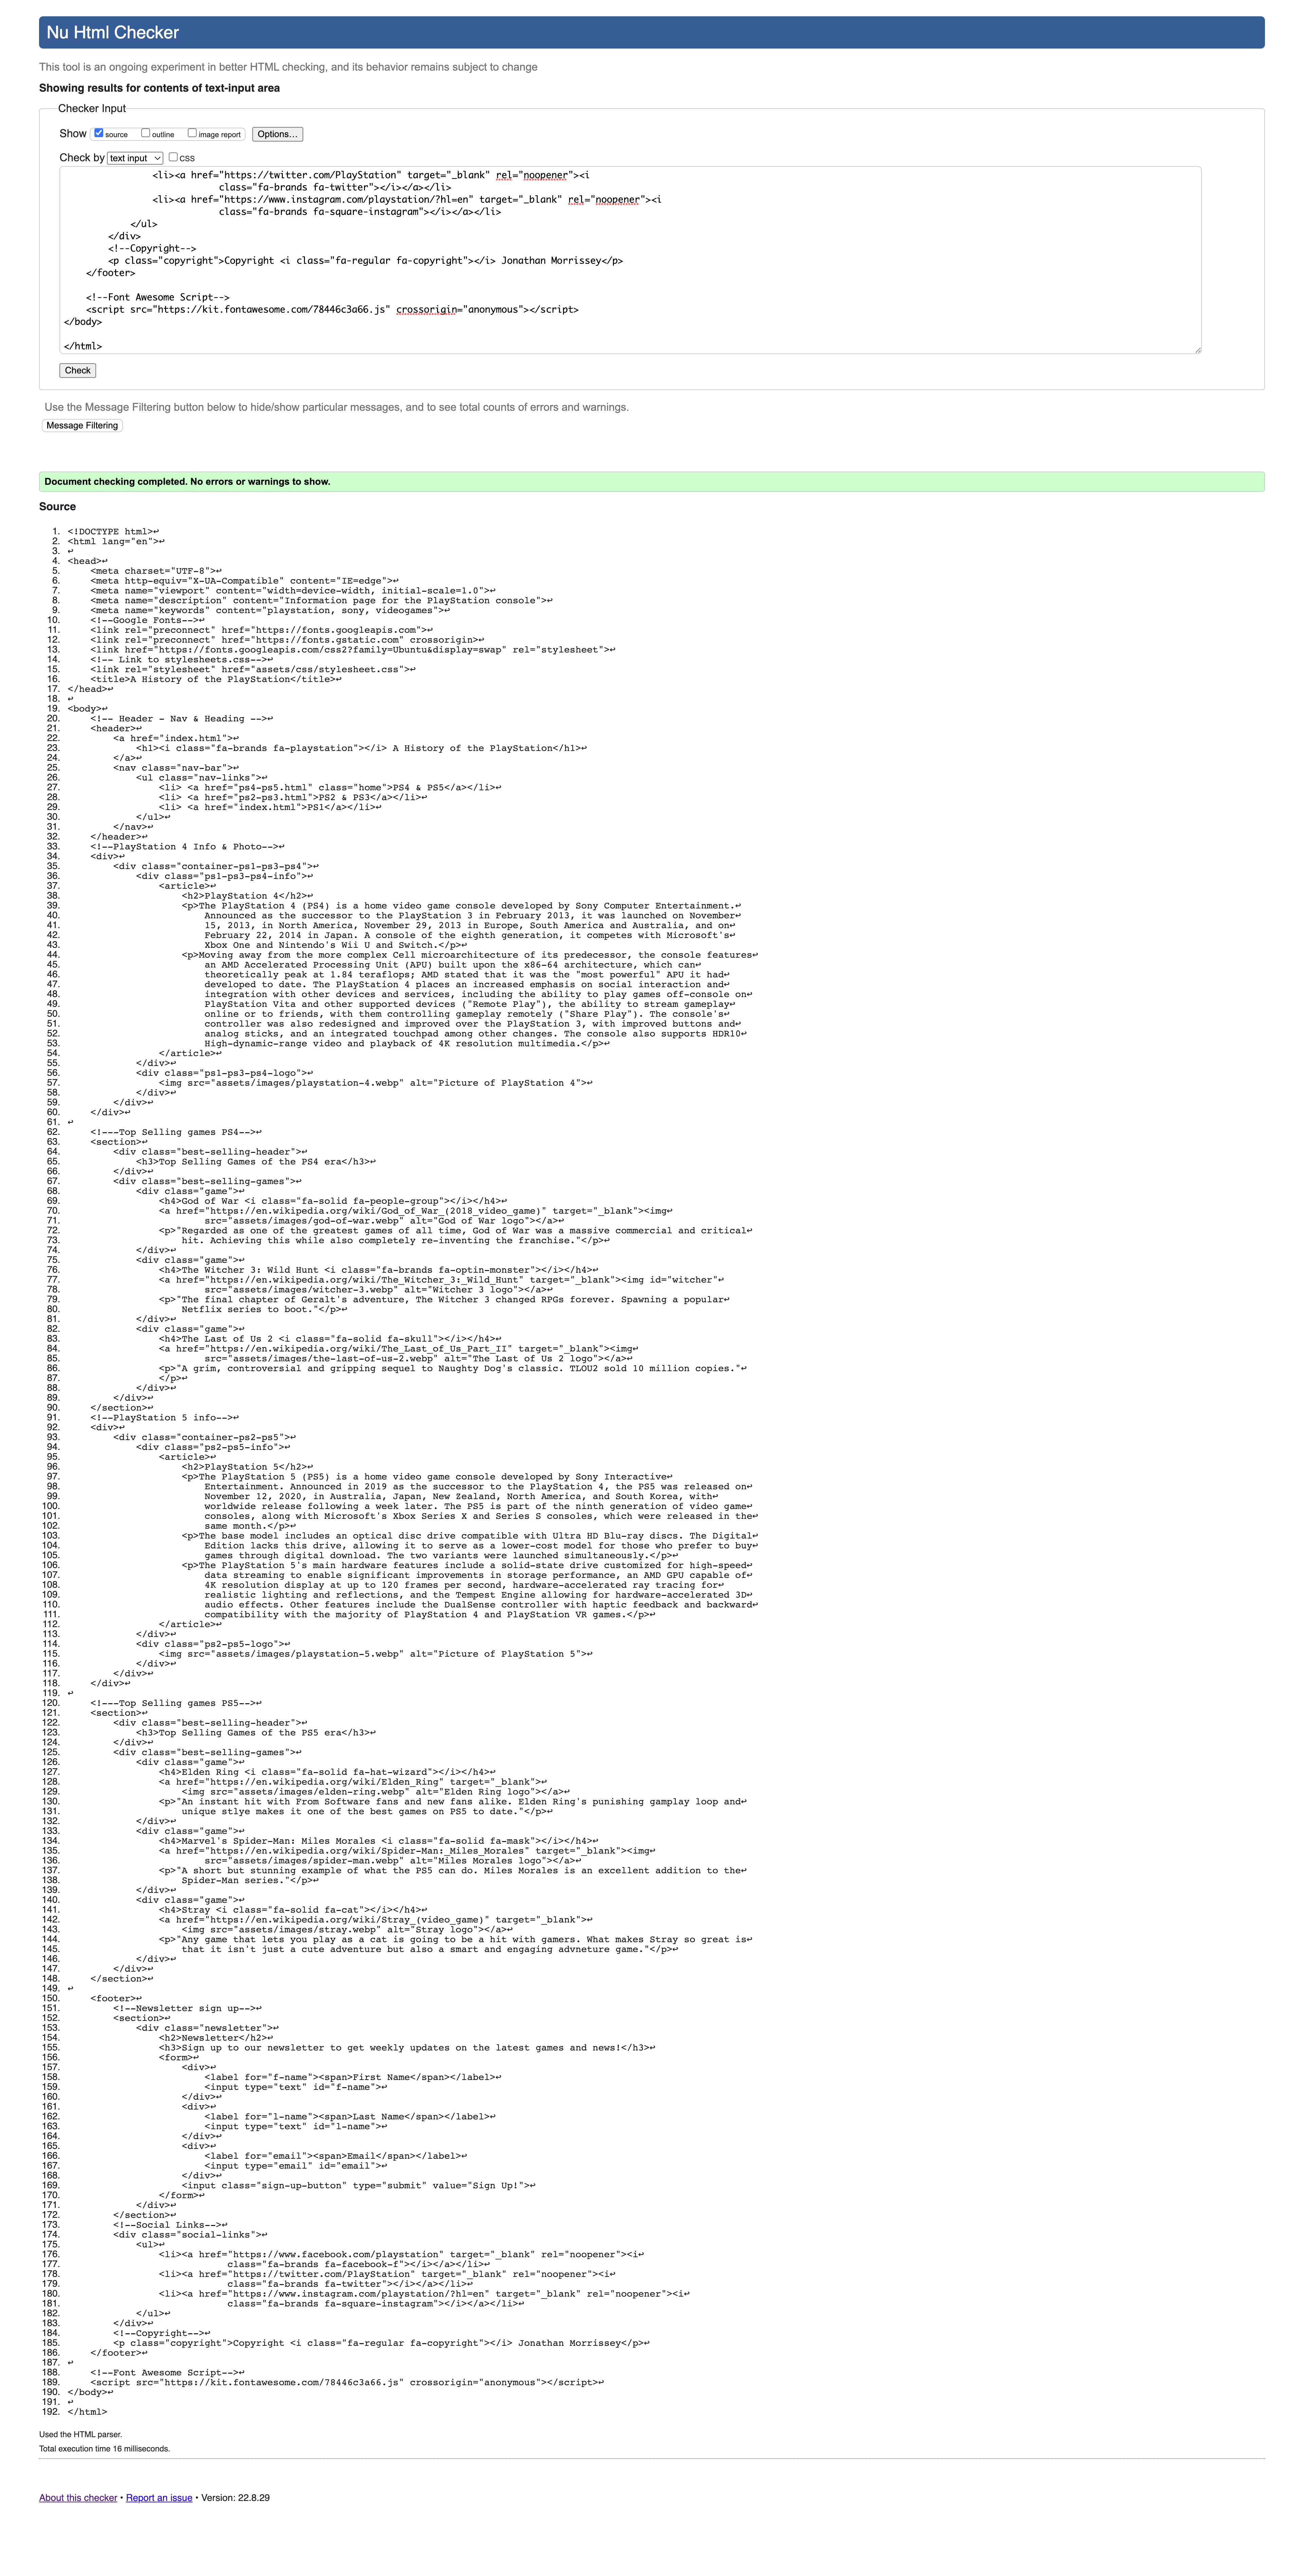 Nu Html Checker
This tool is an ongoing experiment in better HTML checking, and its behavior remains subject to change
Showing results for contents of text-input area
Checker Input
Show source outline image report Options...
Check by text input css
<li><a href="https://twitter.com/PlayStation" target="_blank" rel="noopener"><i
class="fa-brands fa-twitter"></i></a></li>
<li><a href="https://www.instagram.com/playstation/?hl=en" target="_blank" rel="noopener"><i
class="fa-brands fa-square-instagram"></i></a></li>
</ul>
</div>
<!--Copyright-->
<p class="copyright">Copyright <i class="fa-regular fa-copyright"></i> Jonathan Morrissey</p>
</footer>
<!--Font Awesome Script-->
<script src="https://kit.fontawesome.com/78446c3a66.js" crossorigin="anonymous"></script>
</body>
</html>
Check
Use the Message Filtering button below to hide/show particular messages, and to see total counts of errors and warnings.
Message Filtering
Document checking completed. No errors or warnings to show.
Source
1. <!DOCTYPE html>↩
2. <html lang="en">↩
3. ↩
4. <head>↩
5. <meta charset="UTF-8">↩
6. <meta http-equiv="X-UA-Compatible" content="IE=edge">↩
7. <meta name="viewport" content="width=device-width, initial-scale=1.0">↩
8. <meta name="description" content="Information page for the PlayStation console">↩
9. <meta name="keywords" content="playstation, sony, videogames">↩
10. <!--Google Fonts-->↩
11. <link rel="preconnect" href="https://fonts.googleapis.com">↩
12. <link rel="preconnect" href="https://fonts.gstatic.com" crossorigin>↩
13. <link href="https://fonts.googleapis.com/css2?family=Ubuntu&display=swap" rel="stylesheet">↩
14. <!-- Link to stylesheets.css-->↩
15. <link rel="stylesheet" href="assets/css/stylesheet.css">↩
16. <title>A History of the PlayStation</title>↩
17. </head>↩
18. ↩
19. <body>↩
20. <!-- Header - Nav & Heading -->↩
21. <header>↩
22. <a href="index.html">↩
23. <h1><i class="fa-brands fa-playstation"></i> A History of the PlayStation</h1>↩
24. </a>↩
25. <nav class="nav-bar">↩
26. <ul class="nav-links">↩
27. <li> <a href="ps4-ps5.html" class="home">PS4 & PS5</a></li>↩
28. <li> <a href="ps2-ps3.html">PS2 & PS3</a></li>↩
29. <li> <a href="index.html">PS1</a></li>↩
30. </ul>↩
31. </nav>↩
32. </header>↩
33. <!--PlayStation 4 Info & Photo-->↩
34. <div>↩
35. <div class="container-ps1-ps3-ps4">↩
36. <div class="ps1-ps3-ps4-info">↩
37. <article>↩
38. <h2>PlayStation 4</h2>↩
39. <p>The PlayStation 4 (PS4) is a home video game console developed by Sony Computer Entertainment.↩
40. Announced as the successor to the PlayStation 3 in February 2013, it was launched on November↩
41. 15, 2013, in North America, November 29, 2013 in Europe, South America and Australia, and on↩
42. February 22, 2014 in Japan. A console of the eighth generation, it competes with Microsoft's↩
43. Xbox One and Nintendo's Wii U and Switch.</p>↩
44. <p>Moving away from the more complex Cell microarchitecture of its predecessor, the console features↩
45. an AMD Accelerated Processing Unit (APU) built upon the x86-64 architecture, which can↩
46. theoretically peak at 1.84 teraflops; AMD stated that it was the "most powerful" APU it had↩
47. developed to date. The PlayStation 4 places an increased emphasis on social interaction and↩
48. integration with other devices and services, including the ability to play games off-console on↩
49. PlayStation Vita and other supported devices ("Remote Play"), the ability to stream gameplay↩
50. online or to friends, with them controlling gameplay remotely ("Share Play"). The console's↩
51. controller was also redesigned and improved over the PlayStation 3, with improved buttons and↩
52. analog sticks, and an integrated touchpad among other changes. The console also supports HDR10↩
53. High-dynamic-range video and playback of 4K resolution multimedia.</p>↩
54. </article>↩
55. </div>↩
56. <div class="ps1-ps3-ps4-logo">↩
57. <img src="assets/images/playstation-4.webp" alt="Picture of PlayStation 4">↩
58. </div>↩
59. </div>↩
60. </div>↩
61. ↩
62. <!---Top Selling games PS4-->↩
63. <section>↩
64. <div class="best-selling-header">↩
65. <h3>Top Selling Games of the PS4 era</h3>↩
66. </div>↩
67. <div class="best-selling-games">↩
68. <div class="game">↩
69. <h4>God of War <i class="fa-solid fa-people-group"></i></h4>↩
70. <a href="https://en.wikipedia.org/wiki/God_of_War_(2018_video_game)" target="_blank"><img↩
71. src="assets/images/god-of-war.webp" alt="God of War logo"></a>↩
72. <p>"Regarded as one of the greatest games of all time, God of War was a massive commercial and critical↩
73. hit. Achieving this while also completely re-inventing the franchise."</p>↩
74. </div>↩
75. <div class="game">↩
76. <h4>The Witcher 3: Wild Hunt <i class="fa-brands fa-optin-monster"></i></h4>↩
77. <a href="https://en.wikipedia.org/wiki/The_Witcher_3:_Wild_Hunt" target="_blank"><img id="witcher"↩
78. src="assets/images/witcher-3.webp" alt="Witcher 3 logo"></a>↩
79. <p>"The final chapter of Geralt's adventure, The Witcher 3 changed RPGs forever. Spawning a popular↩
80. Netflix series to boot."</p>↩
81. </div>↩
82. <div class="game">↩
83. <h4>The Last of Us 2 <i class="fa-solid fa-skull"></i></h4>↩
84. <a href="https://en.wikipedia.org/wiki/The_Last_of_Us_Part_II" target="_blank"><img↩
85. src="assets/images/the-last-of-us-2.webp" alt="The Last of Us 2 logo"></a>↩
86. <p>"A grim, controversial and gripping sequel to Naughty Dog's classic. TLOU2 sold 10 million copies."↩
87. </p>↩
88. </div>↩
89. </div>↩
90. </section>↩
91. <!--PlayStation 5 info-->↩
92. <div>↩
93. <div class="container-ps2-ps5">↩
94. <div class="ps2-ps5-info">↩
95. <article>↩
96. <h2>PlayStation 5</h2>↩
97. <p>The PlayStation 5 (PS5) is a home video game console developed by Sony Interactive↩
98. Entertainment. Announced in 2019 as the successor to the PlayStation 4, the PS5 was released on↩
99. November 12, 2020, in Australia, Japan, New Zealand, North America, and South Korea, with↩
100. worldwide release following a week later. The PS5 is part of the ninth generation of video game↩
101. consoles, along with Microsoft's Xbox Series X and Series S consoles, which were released in the↩
102. same month.</p>↩
103. <p>The base model includes an optical disc drive compatible with Ultra HD Blu-ray discs. The Digital↩
104. Edition lacks this drive, allowing it to serve as a lower-cost model for those who prefer to buy↩
105. games through digital download. The two variants were launched simultaneously.</p>↩
106. <p>The PlayStation 5's main hardware features include a solid-state drive customized for high-speed↩
107. data streaming to enable significant improvements in storage performance, an AMD GPU capable of↩
108. 4K resolution display at up to 120 frames per second, hardware-accelerated ray tracing for↩
109. realistic lighting and reflections, and the Tempest Engine allowing for hardware-accelerated 3D↩
110. audio effects. Other features include the DualSense controller with haptic feedback and backward↩
111. compatibility with the majority of PlayStation 4 and PlayStation VR games.</p>↩
112. </article>↩
113. </div>↩
114. <div class="ps2-ps5-logo">↩
115. <img src="assets/images/playstation-5.webp" alt="Picture of PlayStation 5">↩
116. </div>↩
117. </div>↩
118. </div>↩
119. ↩
120. <!---Top Selling games PS5-->↩
121. <section>↩
122. <div class="best-selling-header">↩
123. <h3>Top Selling Games of the PS5 era</h3>↩
124. </div>↩
125. <div class="best-selling-games">↩
126. <div class="game">↩
127. <h4>Elden Ring <i class="fa-solid fa-hat-wizard"></i></h4>↩
128. <a href="https://en.wikipedia.org/wiki/Elden_Ring" target="_blank">↩
129. <img src="assets/images/elden-ring.webp" alt="Elden Ring logo"></a>↩
130. <p>"An instant hit with From Software fans and new fans alike. Elden Ring's punishing gamplay loop and↩
131. unique stlye makes it one of the best games on PS5 to date."</p>↩
132. </div>↩
133. <div class="game">↩
134. <h4>Marvel's Spider-Man: Miles Morales <i class="fa-solid fa-mask"></i></h4>↩
135. <a href="https://en.wikipedia.org/wiki/Spider-Man:_Miles_Morales" target="_blank"><img↩
136. src="assets/images/spider-man.webp" alt="Miles Morales logo"></a>↩
137. <p>"A short but stunning example of what the PS5 can do. Miles Morales is an excellent addition to the↩
138. Spider-Man series."</p>↩
139. </div>↩
140. <div class="game">↩
141. <h4>Stray <i class="fa-solid fa-cat"></i></h4>↩
142. <a href="https://en.wikipedia.org/wiki/Stray_(video_game)" target="_blank">↩
143. <img src="assets/images/stray.webp" alt="Stray logo"></a>↩
144. <p>"Any game that lets you play as a cat is going to be a hit with gamers. What makes Stray so great is↩
145. that it isn't just a cute adventure but also a smart and engaging advneture game."</p>↩
146. </div>↩
147. </div>↩
148. </section>↩
149. ↩
150. <footer>↩
151. <!--Newsletter sign up-->↩
152. <section>↩
153. <div class="newsletter">↩
154. <h2>Newsletter</h2>↩
155. <h3>Sign up to our newsletter to get weekly updates on the latest games and news!</h3>↩
156. <form>↩
157. <div>↩
158. <label for="f-name"><span>First Name</span></label>↩
159. <input type="text" id="f-name">↩
160. </div>↩
161. <div>↩
162. <label for="l-name"><span>Last Name</span></label>↩
163. <input type="text" id="l-name">↩
164. </div>↩
165. <div>↩
166. <label for="email"><span>Email</span></label>↩
167. <input type="email" id="email">↩
168. </div>↩
169. <input class="sign-up-button" type="submit" value="Sign Up!">↩
170. </form>↩
171. </div>↩
172. </section>↩
173. <!--Social Links-->↩
174. <div class="social-links">↩
175. <ul>↩
176. <li><a href="https://www.facebook.com/playstation" target="_blank" rel="noopener"><i↩
177. class="fa-brands fa-facebook-f"></i></a></li>↩
178. <li><a href="https://twitter.com/PlayStation" target="_blank" rel="noopener"><i↩
179. class="fa-brands fa-twitter"></i></a></li>↩
180. <li><a href="https://www.instagram.com/playstation/?hl=en" target="_blank" rel="noopener"><i↩
181. class="fa-brands fa-square-instagram"></i></a></li>↩
182. </ul>↩
183. </div>↩
184. <!--Copyright-->↩
185. <p class="copyright">Copyright <i class="fa-regular fa-copyright"></i> Jonathan Morrissey</p>↩
186. </footer>↩
187. ↩
188. <!--Font Awesome Script-->↩
189. <script src="https://kit.fontawesome.com/78446c3a66.js" crossorigin="anonymous"></script>↩
190. </body>↩
191. ↩
192. </html>
Used the HTML parser.
Total execution time 16 milliseconds.
About this checker • Report an issue • Version: 22.8.29